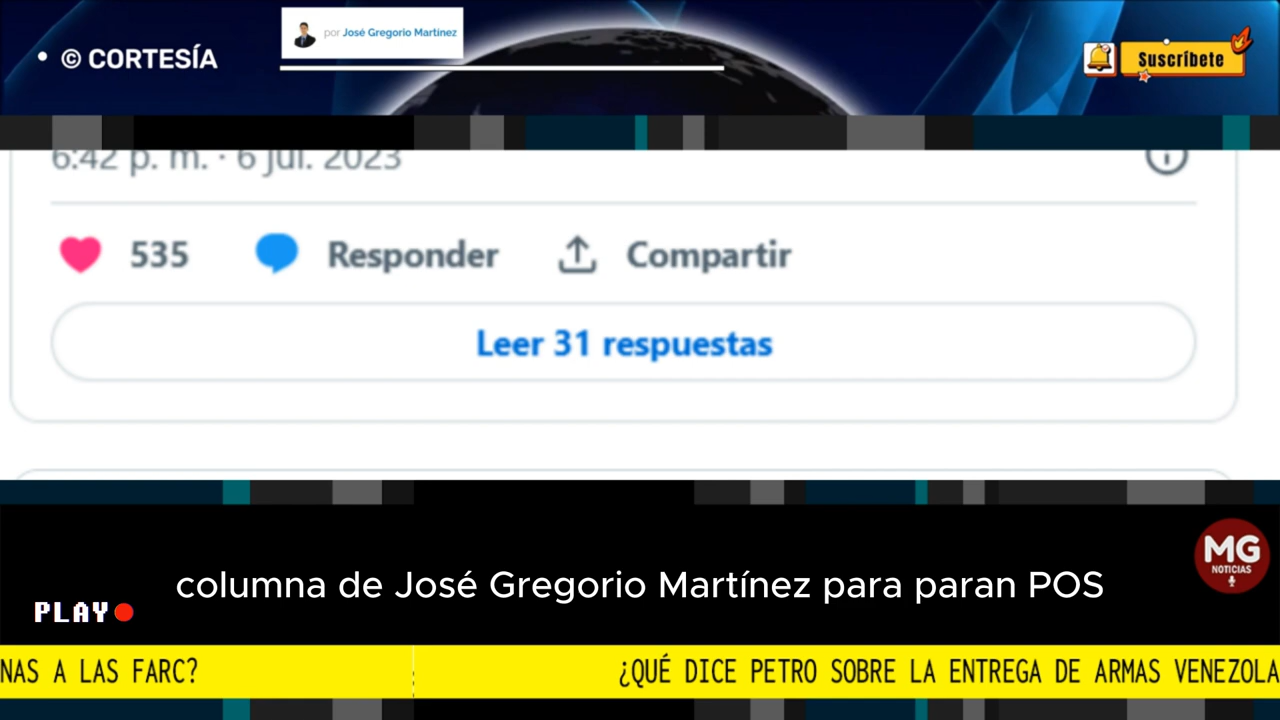 © CORTESÍA
por José Gregorio Martínez
Suscríbete
6:42 p. m. · 6 jul. 2023
535 Responder Compartir
Leer 31 respuestas
MG
NOTICIAS
columna de José Gregorio Martínez para paran POS
PLAY
NAS A LAS FARC? ¿QUÉ DICE PETRO SOBRE LA ENTREGA DE ARMAS VENEZOLA